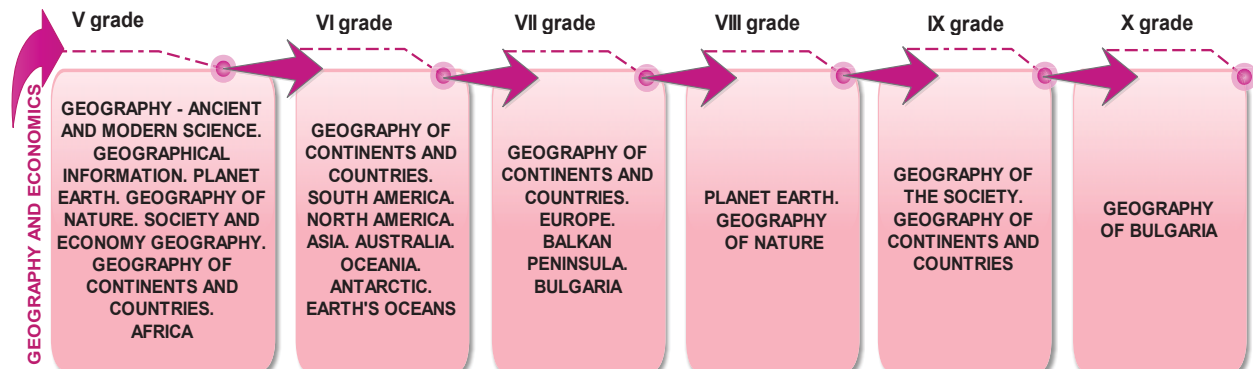 V grade
VI grade
VII grade
VIII grade
IX grade
X grade
GEOGRAPHY AND ECONOMICS
GEOGRAPHY - ANCIENT
AND MODERN SCIENCE.
GEOGRAPHICAL
INFORMATION. PLANET
EARTH. GEOGRAPHY OF
NATURE. SOCIETY AND
ECONOMY GEOGRAPHY.
GEOGRAPHY OF
CONTINENTS AND
COUNTRIES.
AFRICA
GEOGRAPHY OF
CONTINENTS AND
COUNTRIES.
SOUTH AMERICA.
NORTH AMERICA.
ASIA. AUSTRALIA.
OCEANIA.
ANTARCTIC.
EARTH'S OCEANS
GEOGRAPHY OF
CONTINENTS AND
COUNTRIES.
EUROPE.
BALKAN
PENINSULA.
BULGARIA
PLANET EARTH.
GEOGRAPHY
OF NATURE
GEOGRAPHY OF
THE SOCIETY.
GEOGRAPHY OF
CONTINENTS AND
COUNTRIES
GEOGRAPHY
OF BULGARIA